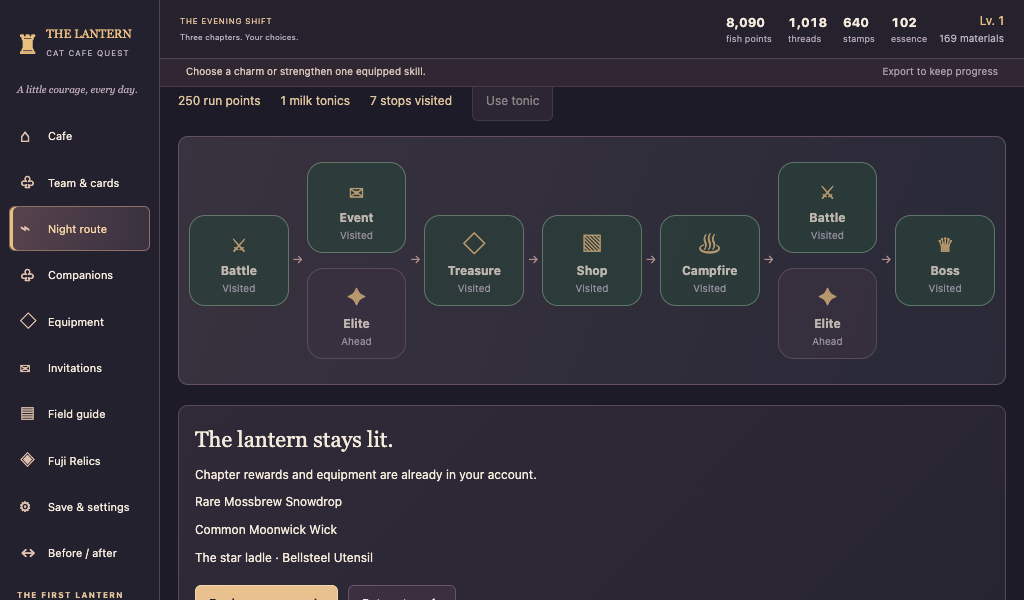 THE LANTERN
CAT CAFE QUEST
A little courage, every day.
Cafe
Team & cards
Night route
Companions
Equipment
Invitations
Field guide
Fuji Relics
Save & settings
Before / after
THE FIRST LANTERN
THE EVENING SHIFT
Three chapters. Your choices.
8,090 fish points
1,018 threads
640 stamps
102 essence
Lv. 1
169 materials
Choose a charm or strengthen one equipped skill.
Export to keep progress
250 run points 1 milk tonics 7 stops visited Use tonic
Battle
Visited
Event
Visited
Elite
Ahead
Treasure
Visited
Shop
Visited
Campfire
Visited
Battle
Visited
Elite
Ahead
Boss
Visited
The lantern stays lit.
Chapter rewards and equipment are already in your account.
Rare Mossbrew Snowdrop
Common Moonwick Wick
The star ladle · Bellsteel Utensil